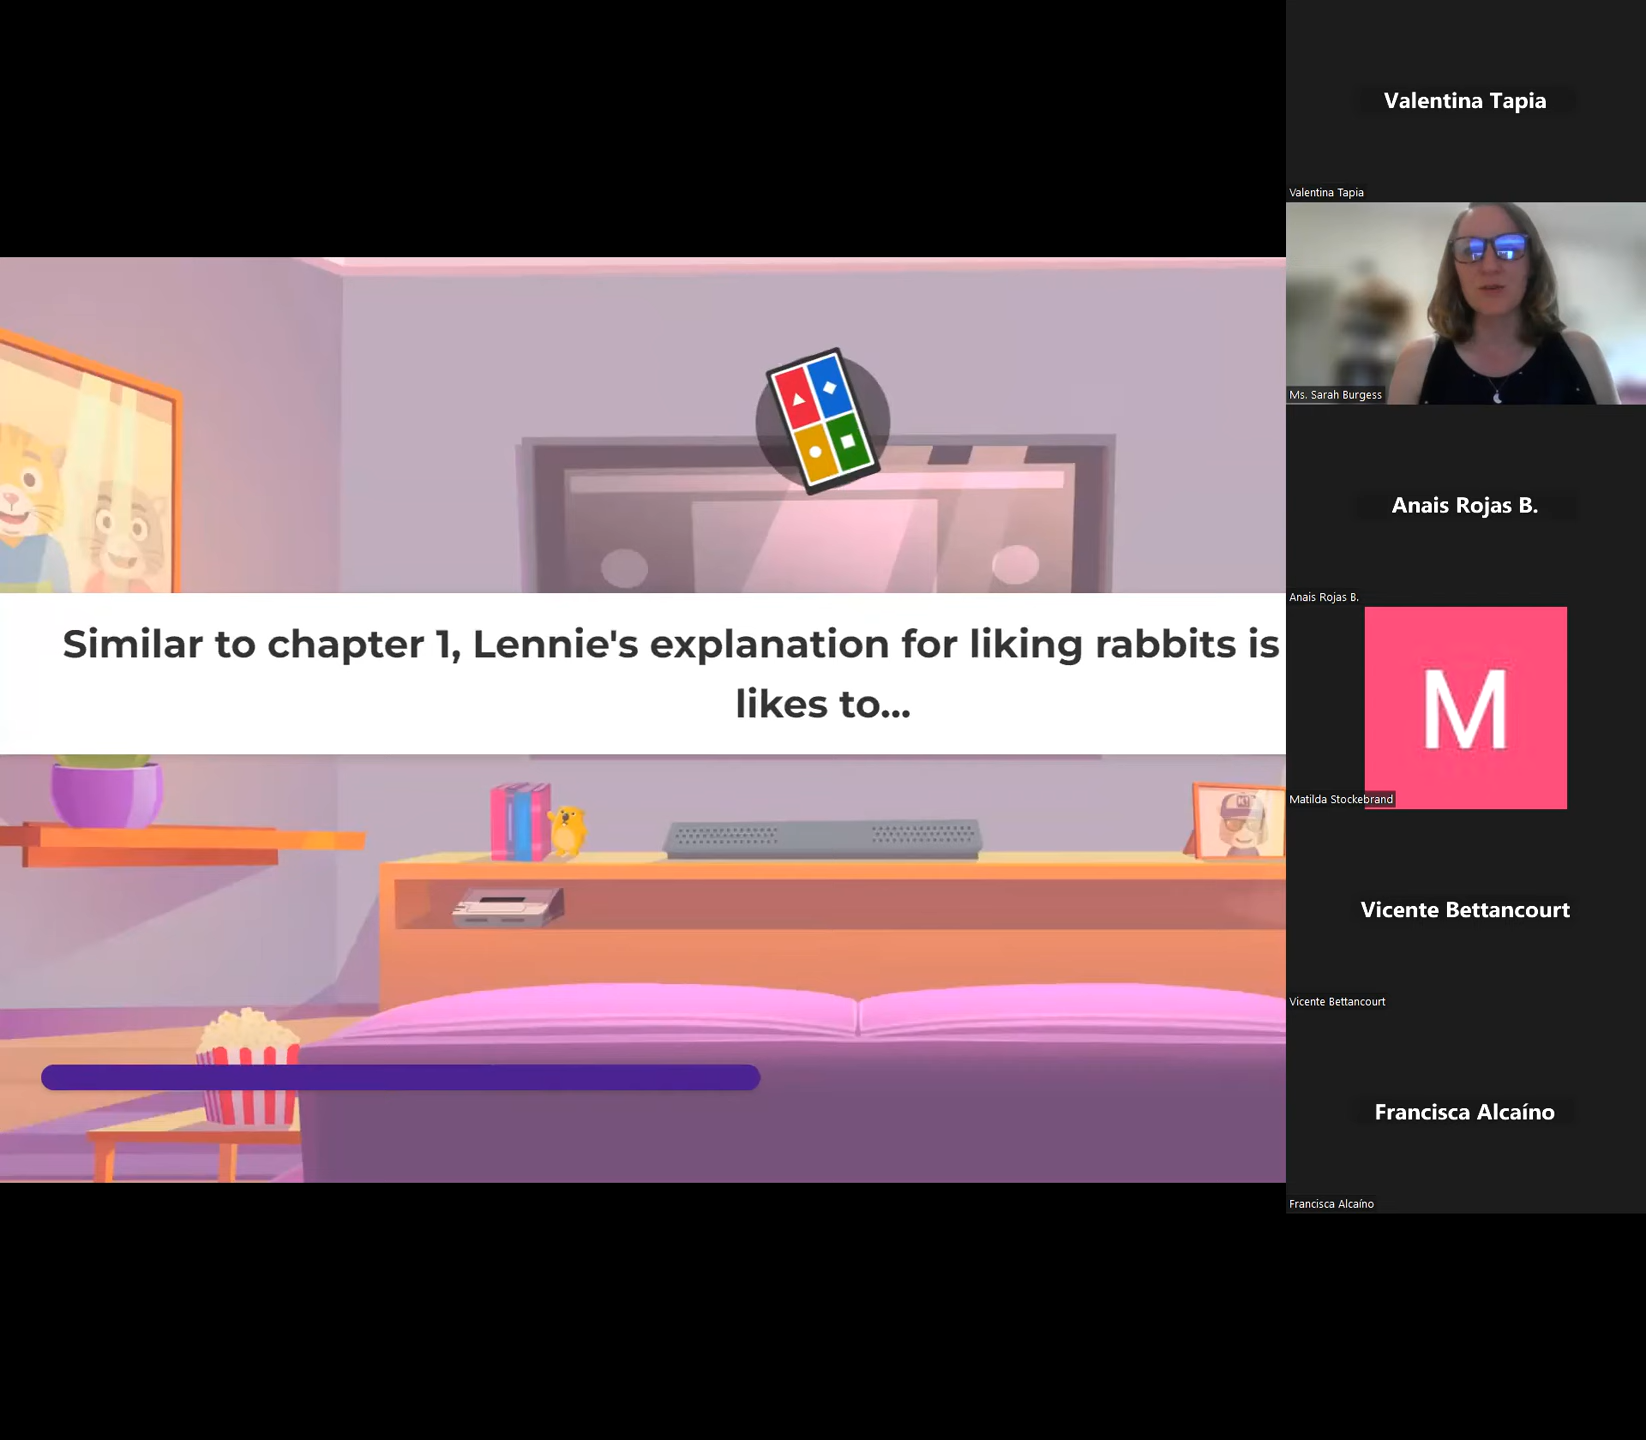 Similar to chapter 1, Lennie's explanation for liking rabbits is
likes to...
Valentina Tapia
Valentina Tapia
Ms. Sarah Burgess
Anais Rojas B.
Anais Rojas B.
M
Matilda Stockebrand
Vicente Bettancourt
Vicente Bettancourt
Francisca Alcaíno
Francisca Alcaíno